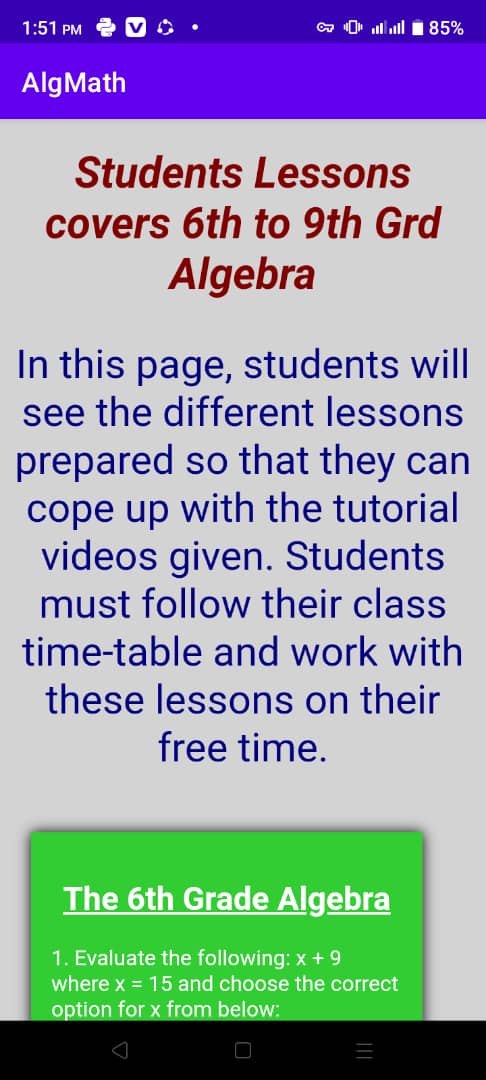 1:51 PM
85%
AlgMath
Students Lessons
covers 6th to 9th Grd
Algebra
In this page, students will
see the different lessons
prepared so that they can
cope up with the tutorial
videos given. Students
must follow their class
time-table and work with
these lessons on their
free time.
The 6th Grade Algebra
1. Evaluate the following: x + 9
where x = 15 and choose the correct
option for x from below: